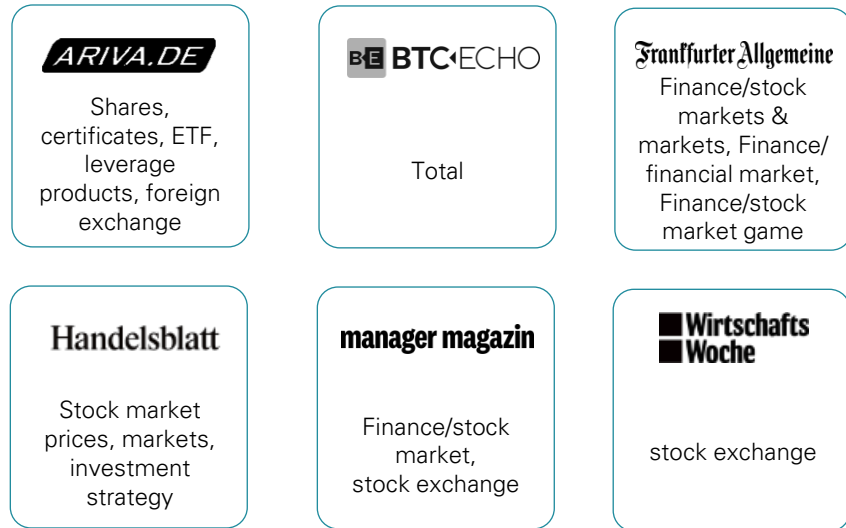 ARIVA.DE
Shares,
certificates, ETF,
leverage
products, foreign
exchange
BE BTC ECHO
Total
Frankfurter Allgemeine
Finance/stock
markets &
markets, Finance/
financial market,
Finance/stock
market game
Handelsblatt
Stock market
prices, markets,
investment
strategy
manager magazin
Finance/stock
market,
stock exchange
Wirtschafts
Woche
stock exchange